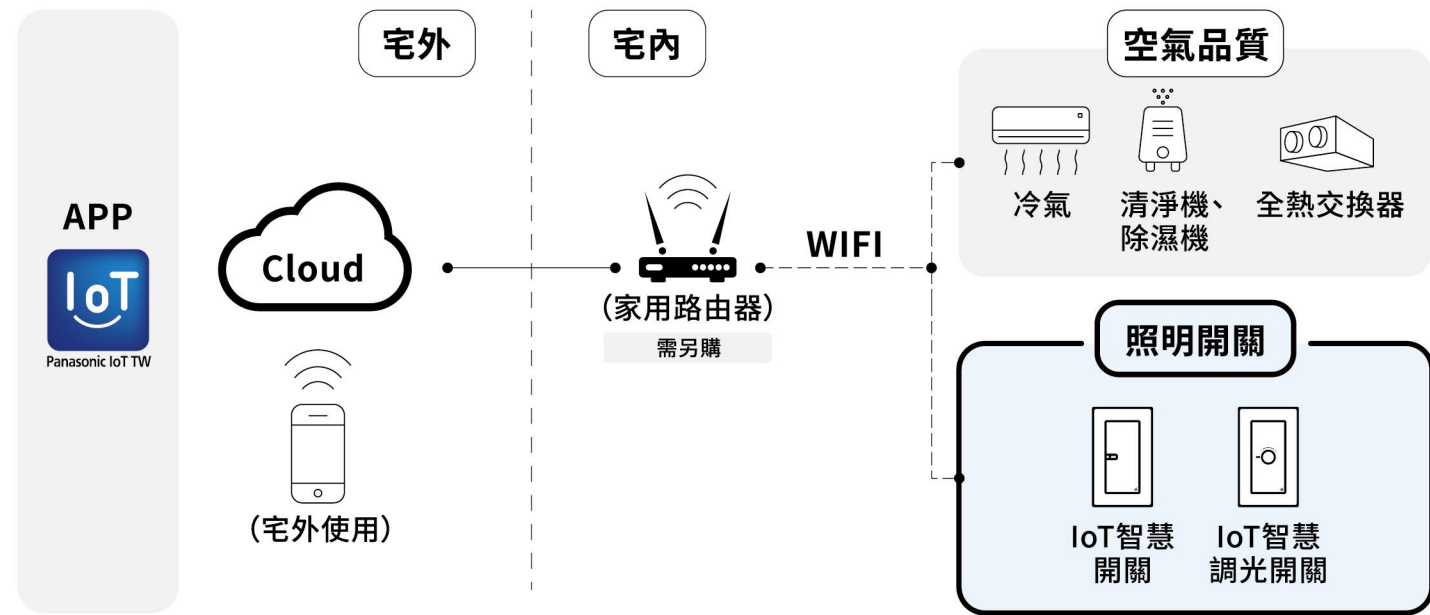 APP
IoT
Panasonic IoT TW
宅外
Cloud
(宅外使用)
宅內
(家用路由器)
需另購
WIFI
空氣品質
冷氣
清淨機、
除濕機
全熱交換器
照明開關
IoT智慧
開關
IoT智慧
調光開關